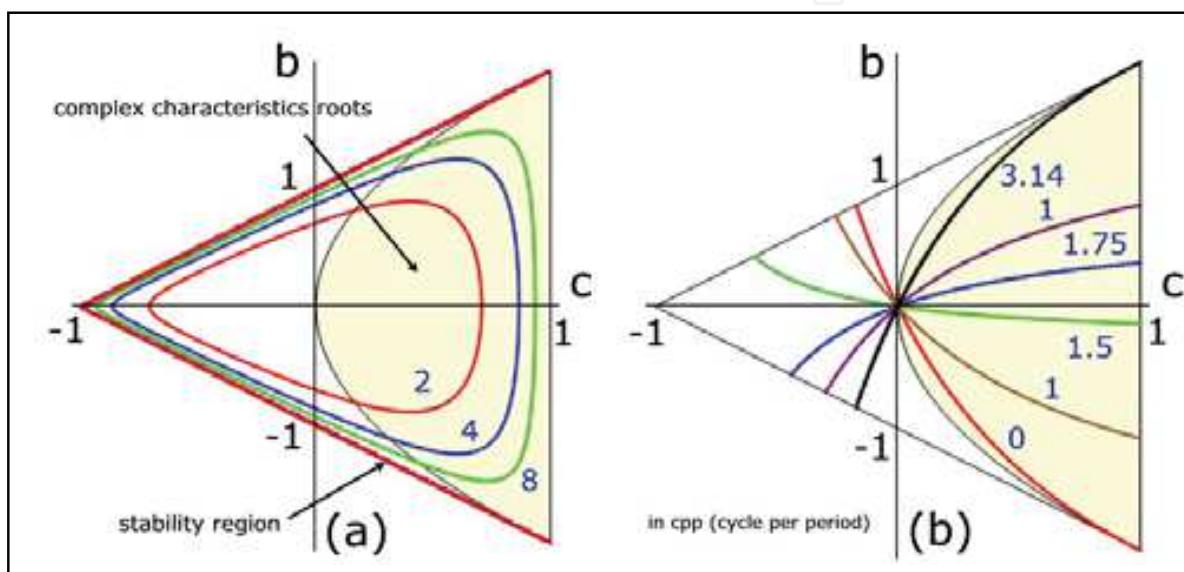 b
complex characteristics roots
1
c
-1
1
2
-1
4
8
stability region
(a)
b
1
3.14
1
1.75
c
-1
1
1.5
1
-1
0
in cpp (cycle per period)
(b)